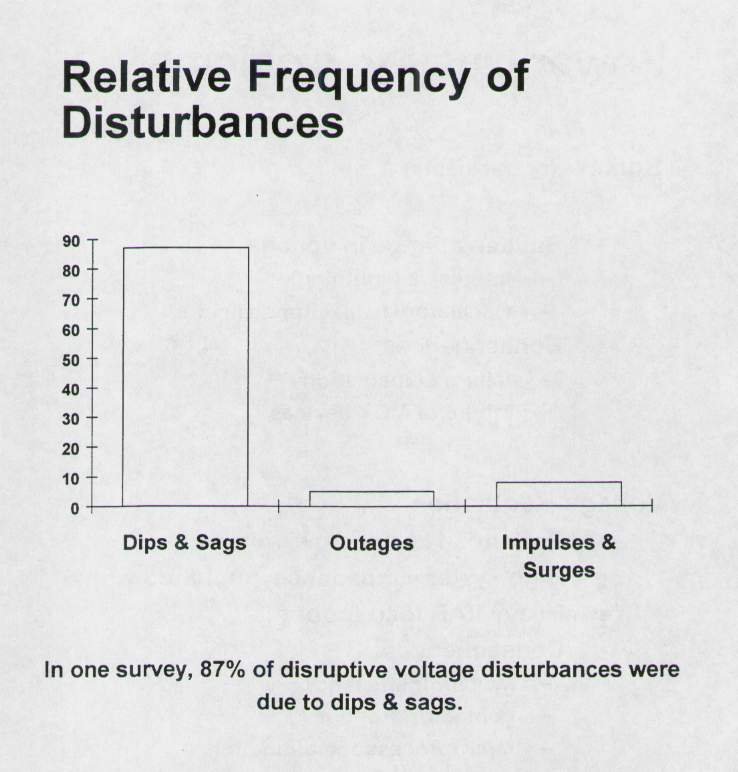 Relative Frequency of
Disturbances
90
80
70
60
50
40
30
20
10
0
Dips & Sags
Outages
Impulses &
Surges
In one survey, 87% of disruptive voltage disturbances were
due to dips & sags.